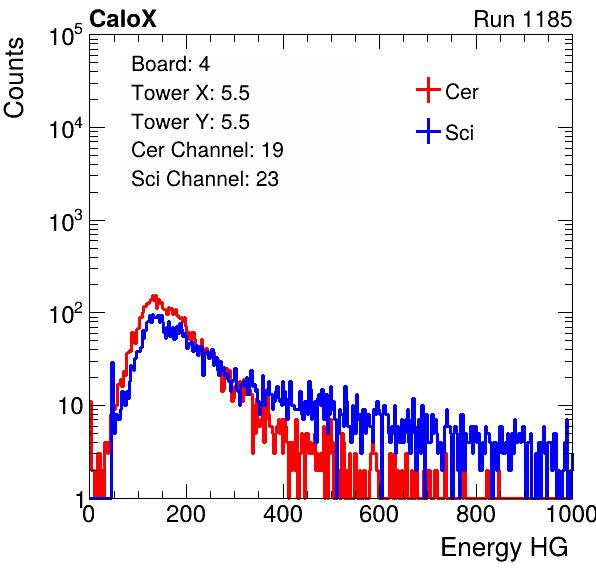 CaloX Run 1185
Counts
Board: 4
Tower X: 5.5
Tower Y: 5.5
Cer Channel: 19
Sci Channel: 23
Cer
Sci
10^5
10^4
10^3
10^2
10
1
0 200 400 600 800 1000
Energy HG